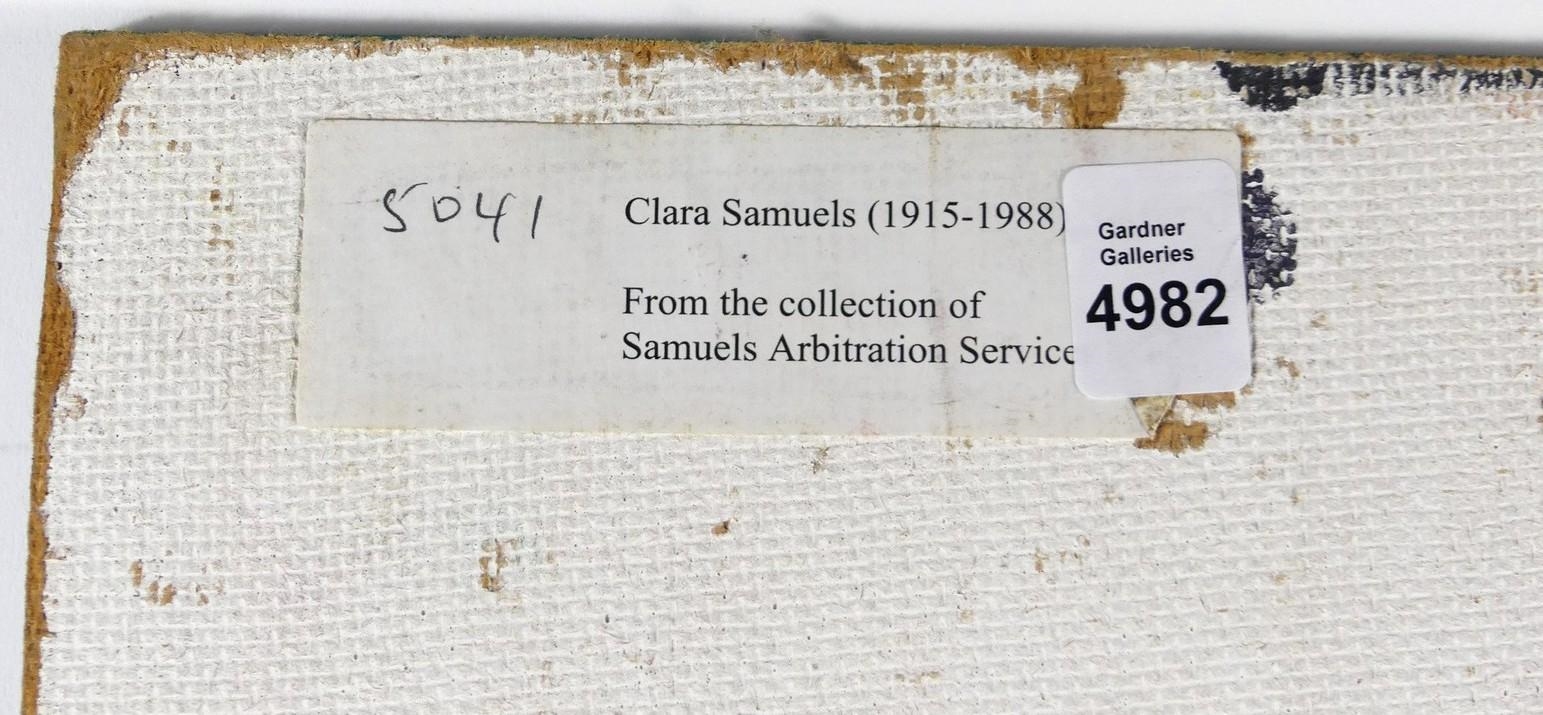 5041
Clara Samuels (1915-1988)
From the collection of
Samuels Arbitration Service
Gardner
Galleries
4982